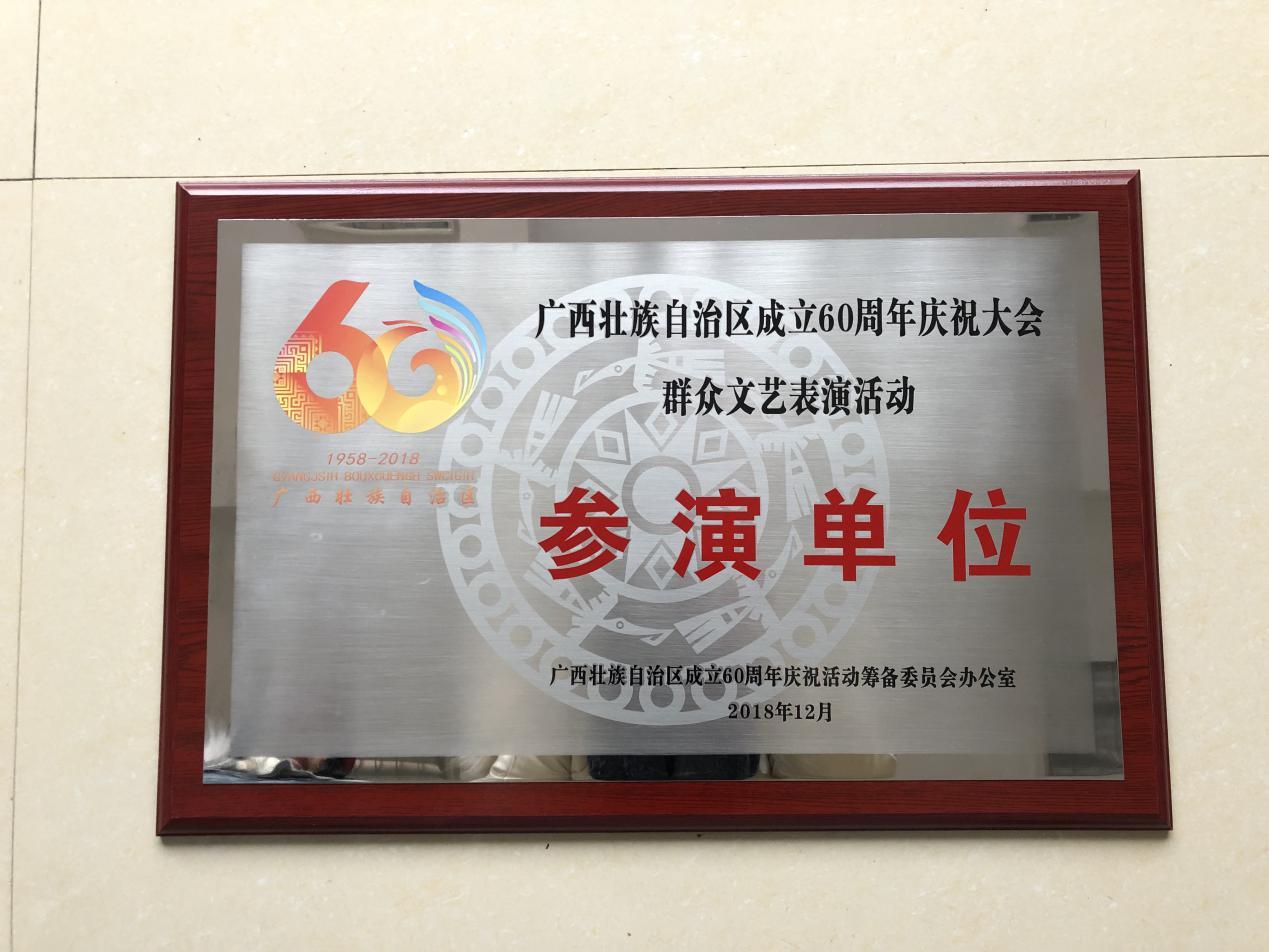 广西壮族自治区成立60周年庆祝大会
群众文艺表演活动
1958-2018
GVANGJSIH BOUXCUENGH SWCIGIH
广西壮族自治区
参演单位
广西壮族自治区成立60周年庆祝活动筹备委员会办公室
2018年12月